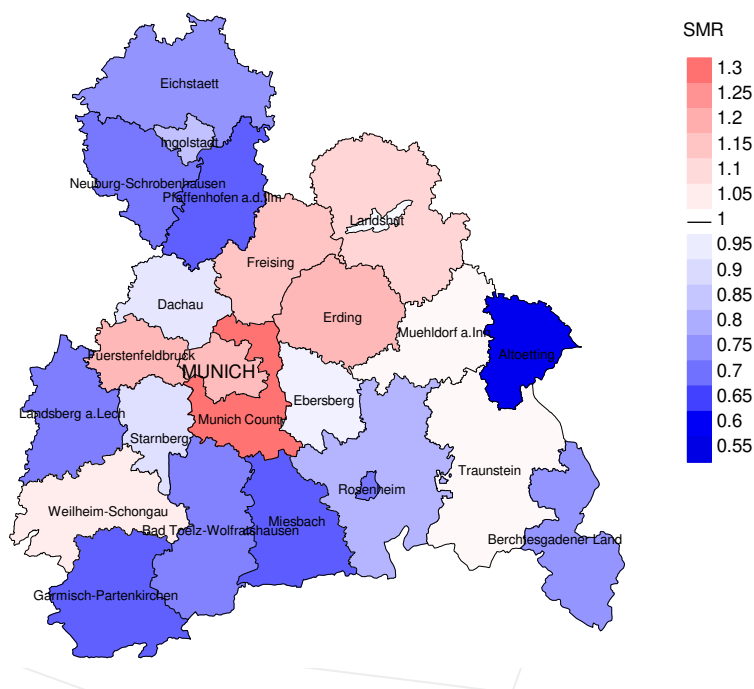 SMR
1.3
1.25
1.2
1.15
1.1
1.05
1
0.95
0.9
0.85
0.8
0.75
0.7
0.65
0.6
0.55
Eichstaett
Ingolstadt
Neuburg-Schrobenhausen
Pfaffenhofen a.d.Ilm
Landshut
Freising
Dachau
Erding
Muehldorf a.Inn
Fuerstenfeldbruck
Altoetting
MUNICH
Ebersberg
Landsberg a.Lech
Munich County
Starnberg
Traunstein
Rosenheim
Weilheim-Schongau
Miesbach
Bad Toelz-Wolfratshausen
Berchtesgadener Land
Garmisch-Partenkirchen